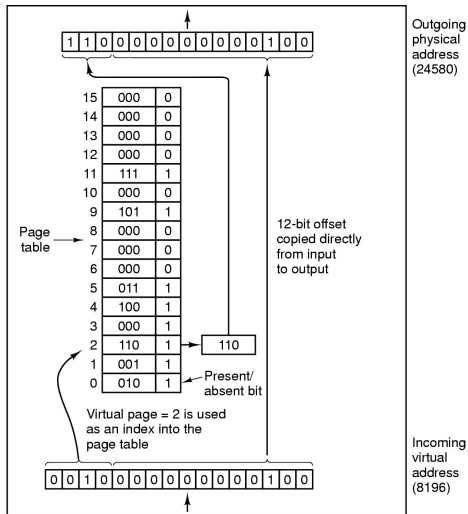 Outgoing
physical
address
(24580)
1 1 0 0 0 0 0 0 0 0 0 0 1 0 0
15 000 0
14 000 0
13 000 0
12 000 0
11 111 1
10 000 0
9 101 1
8 000 0
7 000 0
6 000 0
5 011 1
4 100 1
3 000 1
2 110 1 110
1 001 1
0 010 1
Page
table
12-bit offset
copied directly
from input
to output
Present/
absent bit
Virtual page = 2 is used
as an index into the
page table
0 0 1 0 0 0 0 0 0 0 0 0 0 1 0 0
Incoming
virtual
address
(8196)